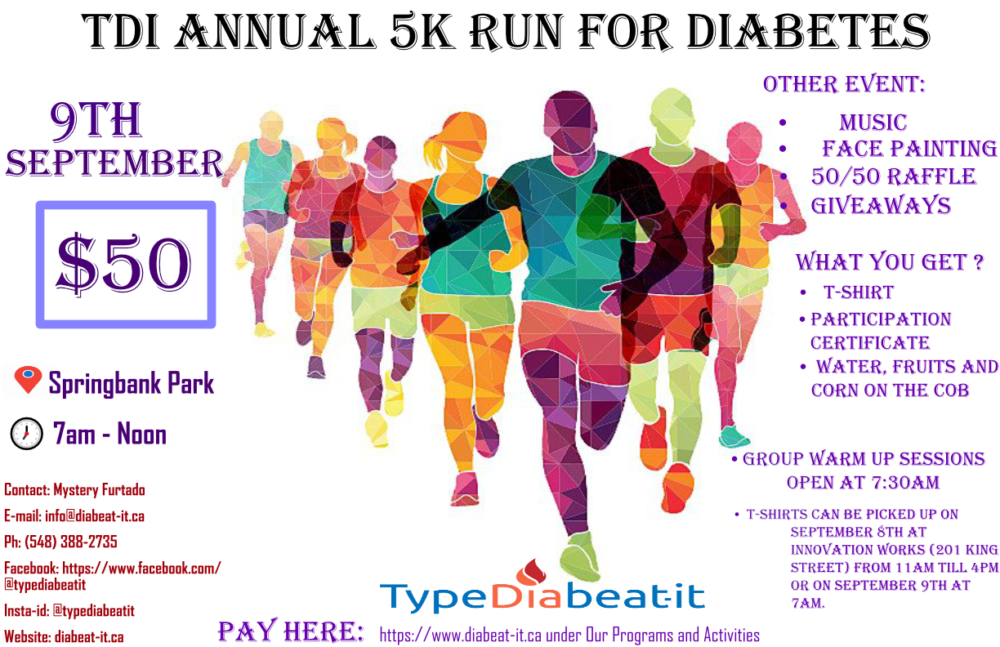 TDI ANNUAL 5K RUN FOR DIABETES
9TH
SEPTEMBER
$50
Springbank Park
7am - Noon
Contact: Mystery Furtado
E-mail: info@diabeat-it.ca
Ph: (548) 388-2735
Facebook: https://www.facebook.com/
@typediabeatit
Insta-id: @typediabeatit
Website: diabeat-it.ca
OTHER EVENT:
• MUSIC
• FACE PAINTING
• 50/50 RAFFLE
• GIVEAWAYS
WHAT YOU GET ?
• T-SHIRT
• PARTICIPATION
CERTIFICATE
• WATER, FRUITS AND
CORN ON THE COB
• GROUP WARM UP SESSIONS
OPEN AT 7:30AM
• T-SHIRTS CAN BE PICKED UP ON
SEPTEMBER 8TH AT
INNOVATION WORKS (201 KING
STREET) FROM 11AM TILL 4PM
OR ON SEPTEMBER 9TH AT
7AM.
TypeDiabeat-it
PAY HERE: https://www.diabeat-it.ca under Our Programs and Activities